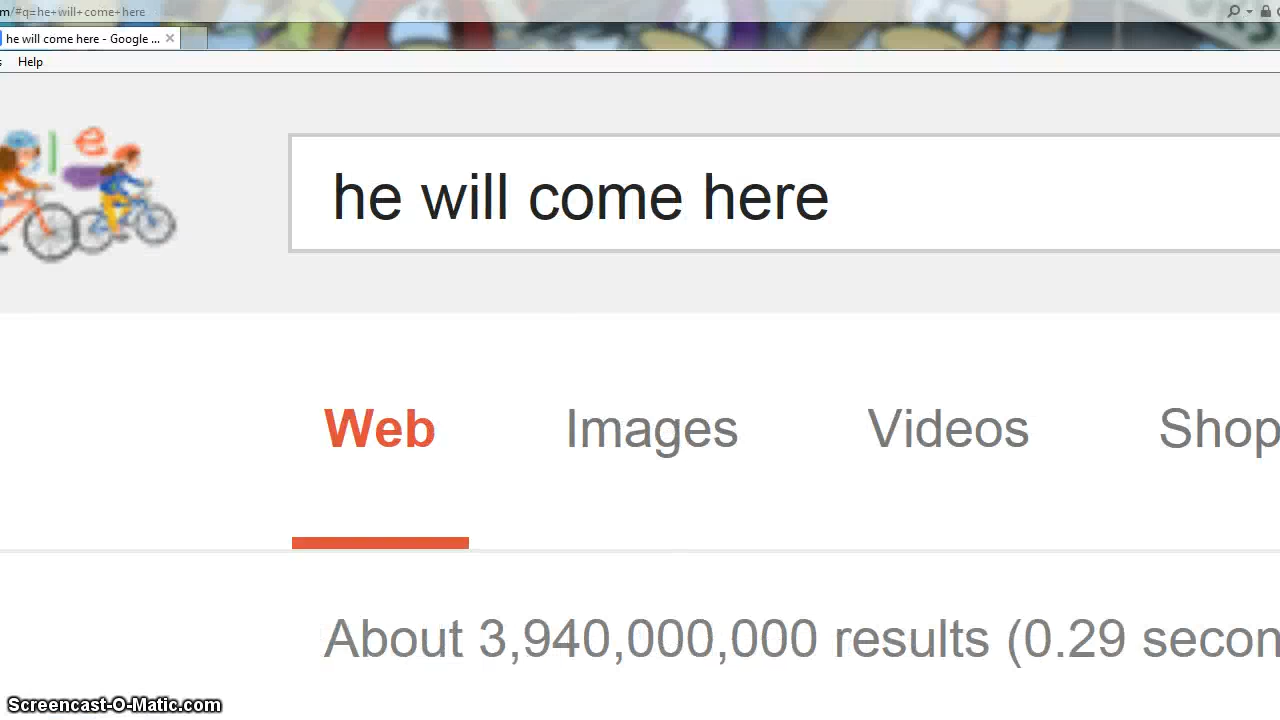 m/#q=he+will+come+here
he will come here - Google ...
Help
l e
he will come here
Web Images Videos Shop
About 3,940,000,000 results (0.29 secon
Screencast-O-Matic.com